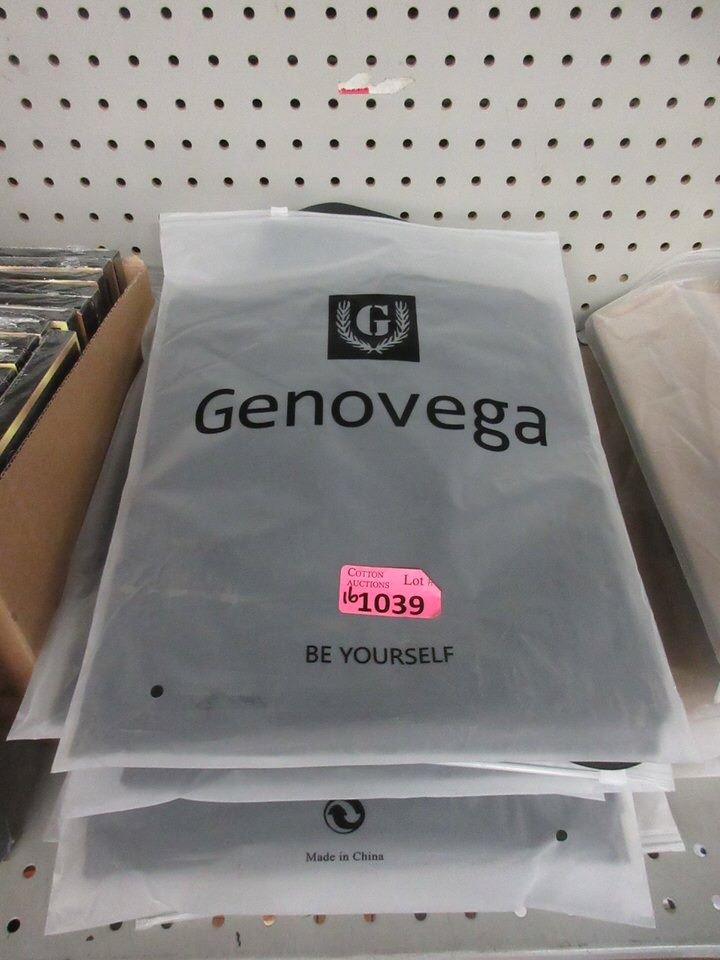 G
Genovega
COTTON
AUCTIONS Lot #
16 1039
BE YOURSELF
Made in China